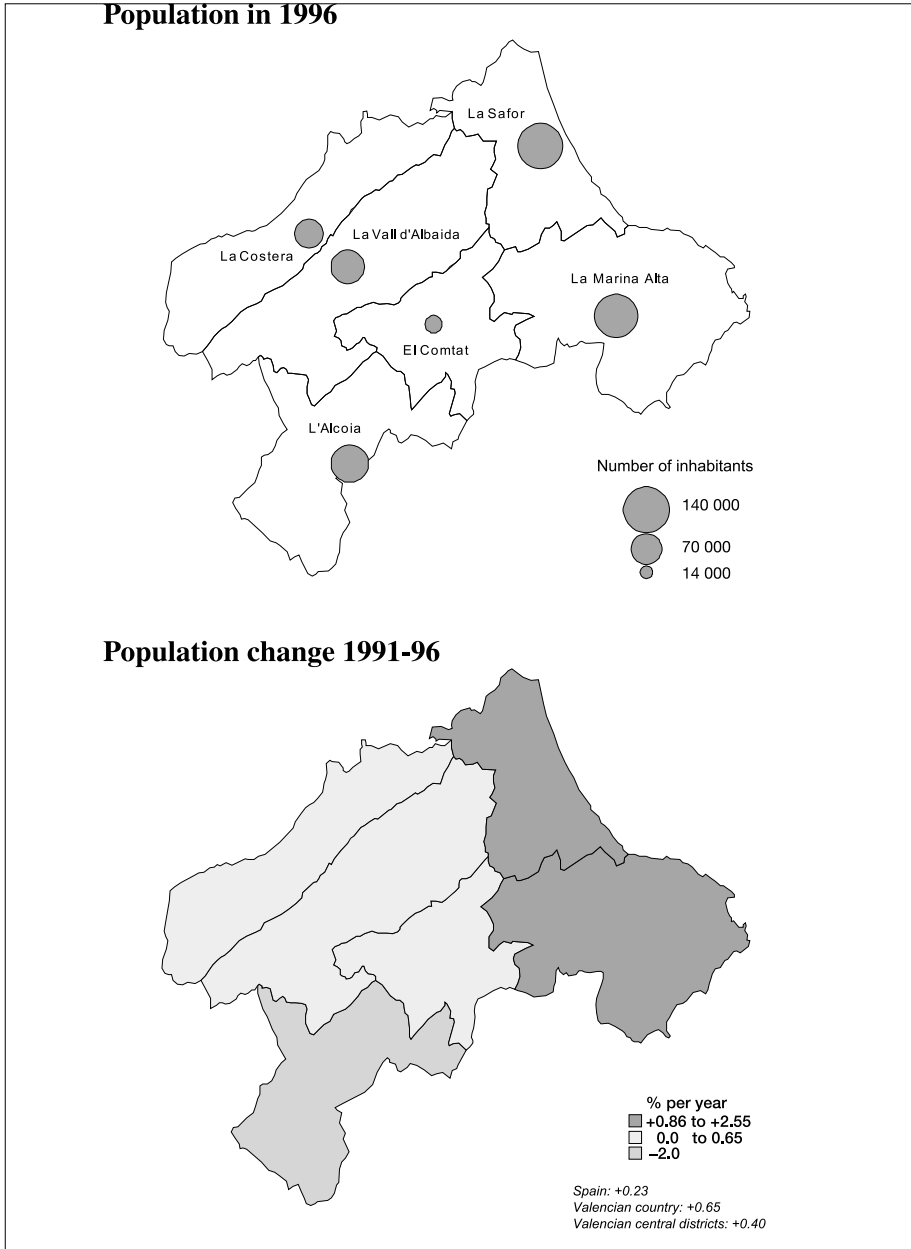 Population in 1996
La Safor
La Vall d'Albaida
La Costera
La Marina Alta
El Comtat
L'Alcoia
Number of inhabitants
140 000
70 000
14 000
Population change 1991-96
% per year
+0.86 to +2.55
0.0 to 0.65
–2.0
Spain: +0.23
Valencian country: +0.65
Valencian central districts: +0.40